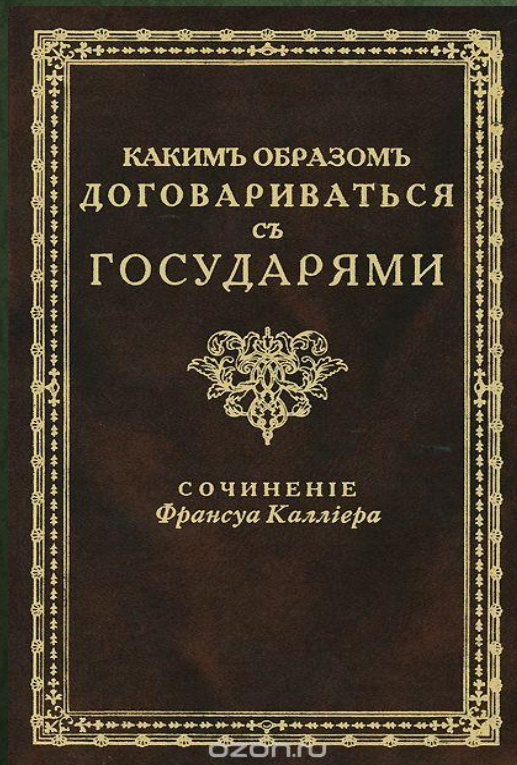 КАКИМЪ ОБРАЗОМЪ
ДОГОВАРИВАТЬСЯ
СЪ
ГОСУДАРЯМИ
СОЧИНЕНІЕ
Франсуа Калліера
ozon.ru